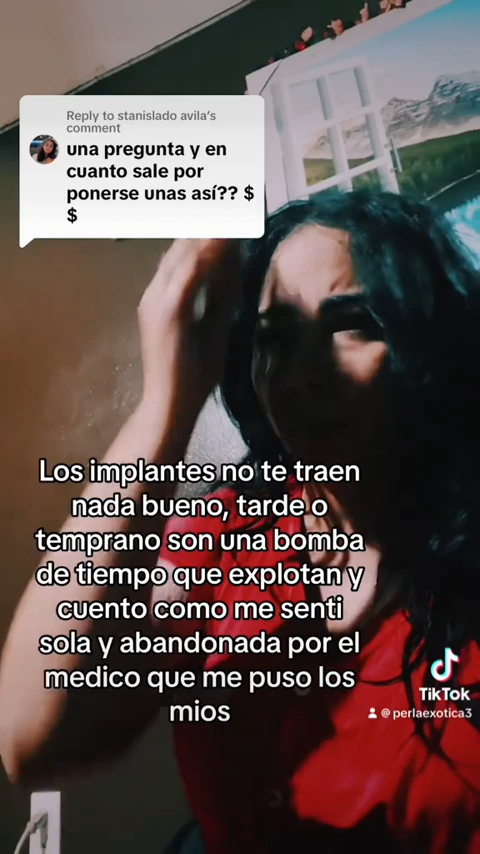 Reply to stanislado avila's
comment
una pregunta y en
cuanto sale por
ponerse unas así?? $
$
Los implantes no te traen
nada bueno, tarde o
temprano son una bomba
de tiempo que explotan y
cuento como me senti
sola y abandonada por el
medico que me puso los
mios
TikTok
@perlaexotica3